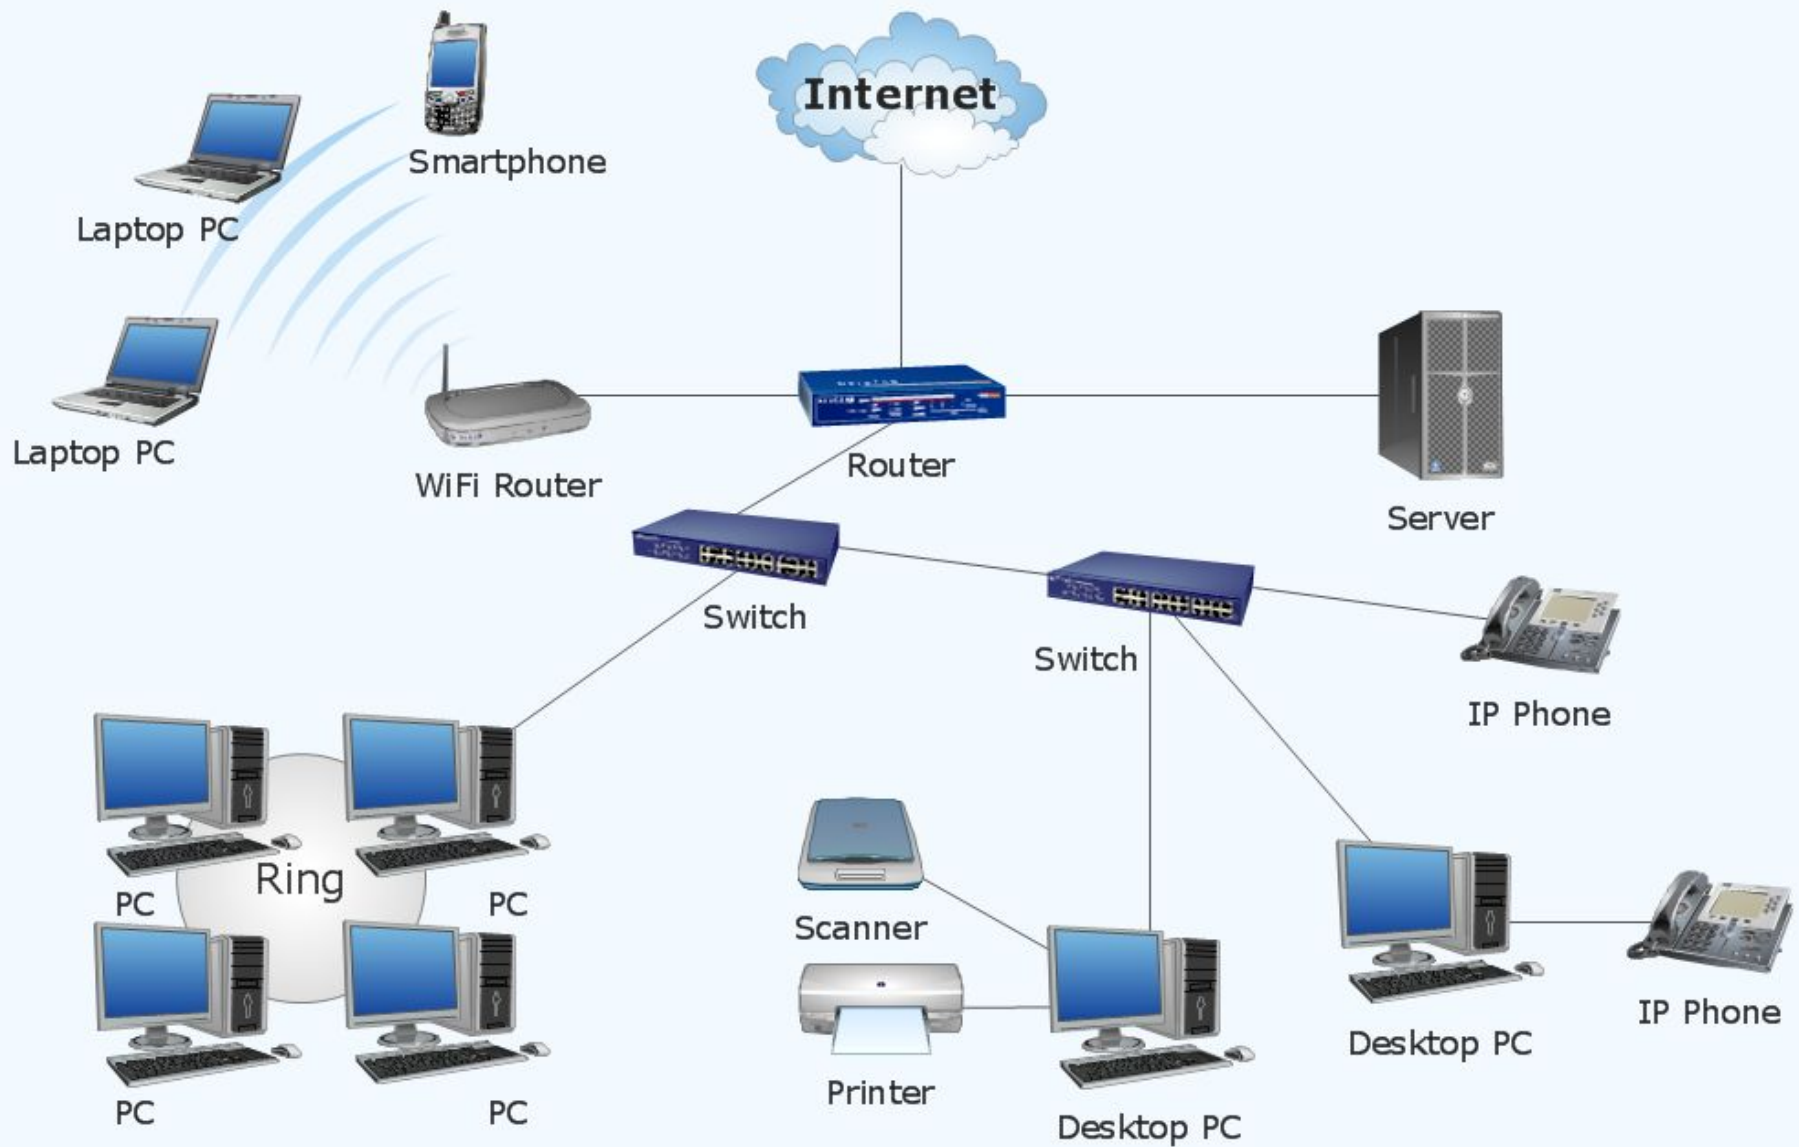 Internet
Smartphone
Laptop PC
Laptop PC
WiFi Router
Router
Server
Switch
Switch
IP Phone
Ring
PC
PC
PC
PC
Scanner
Printer
Desktop PC
Desktop PC
IP Phone